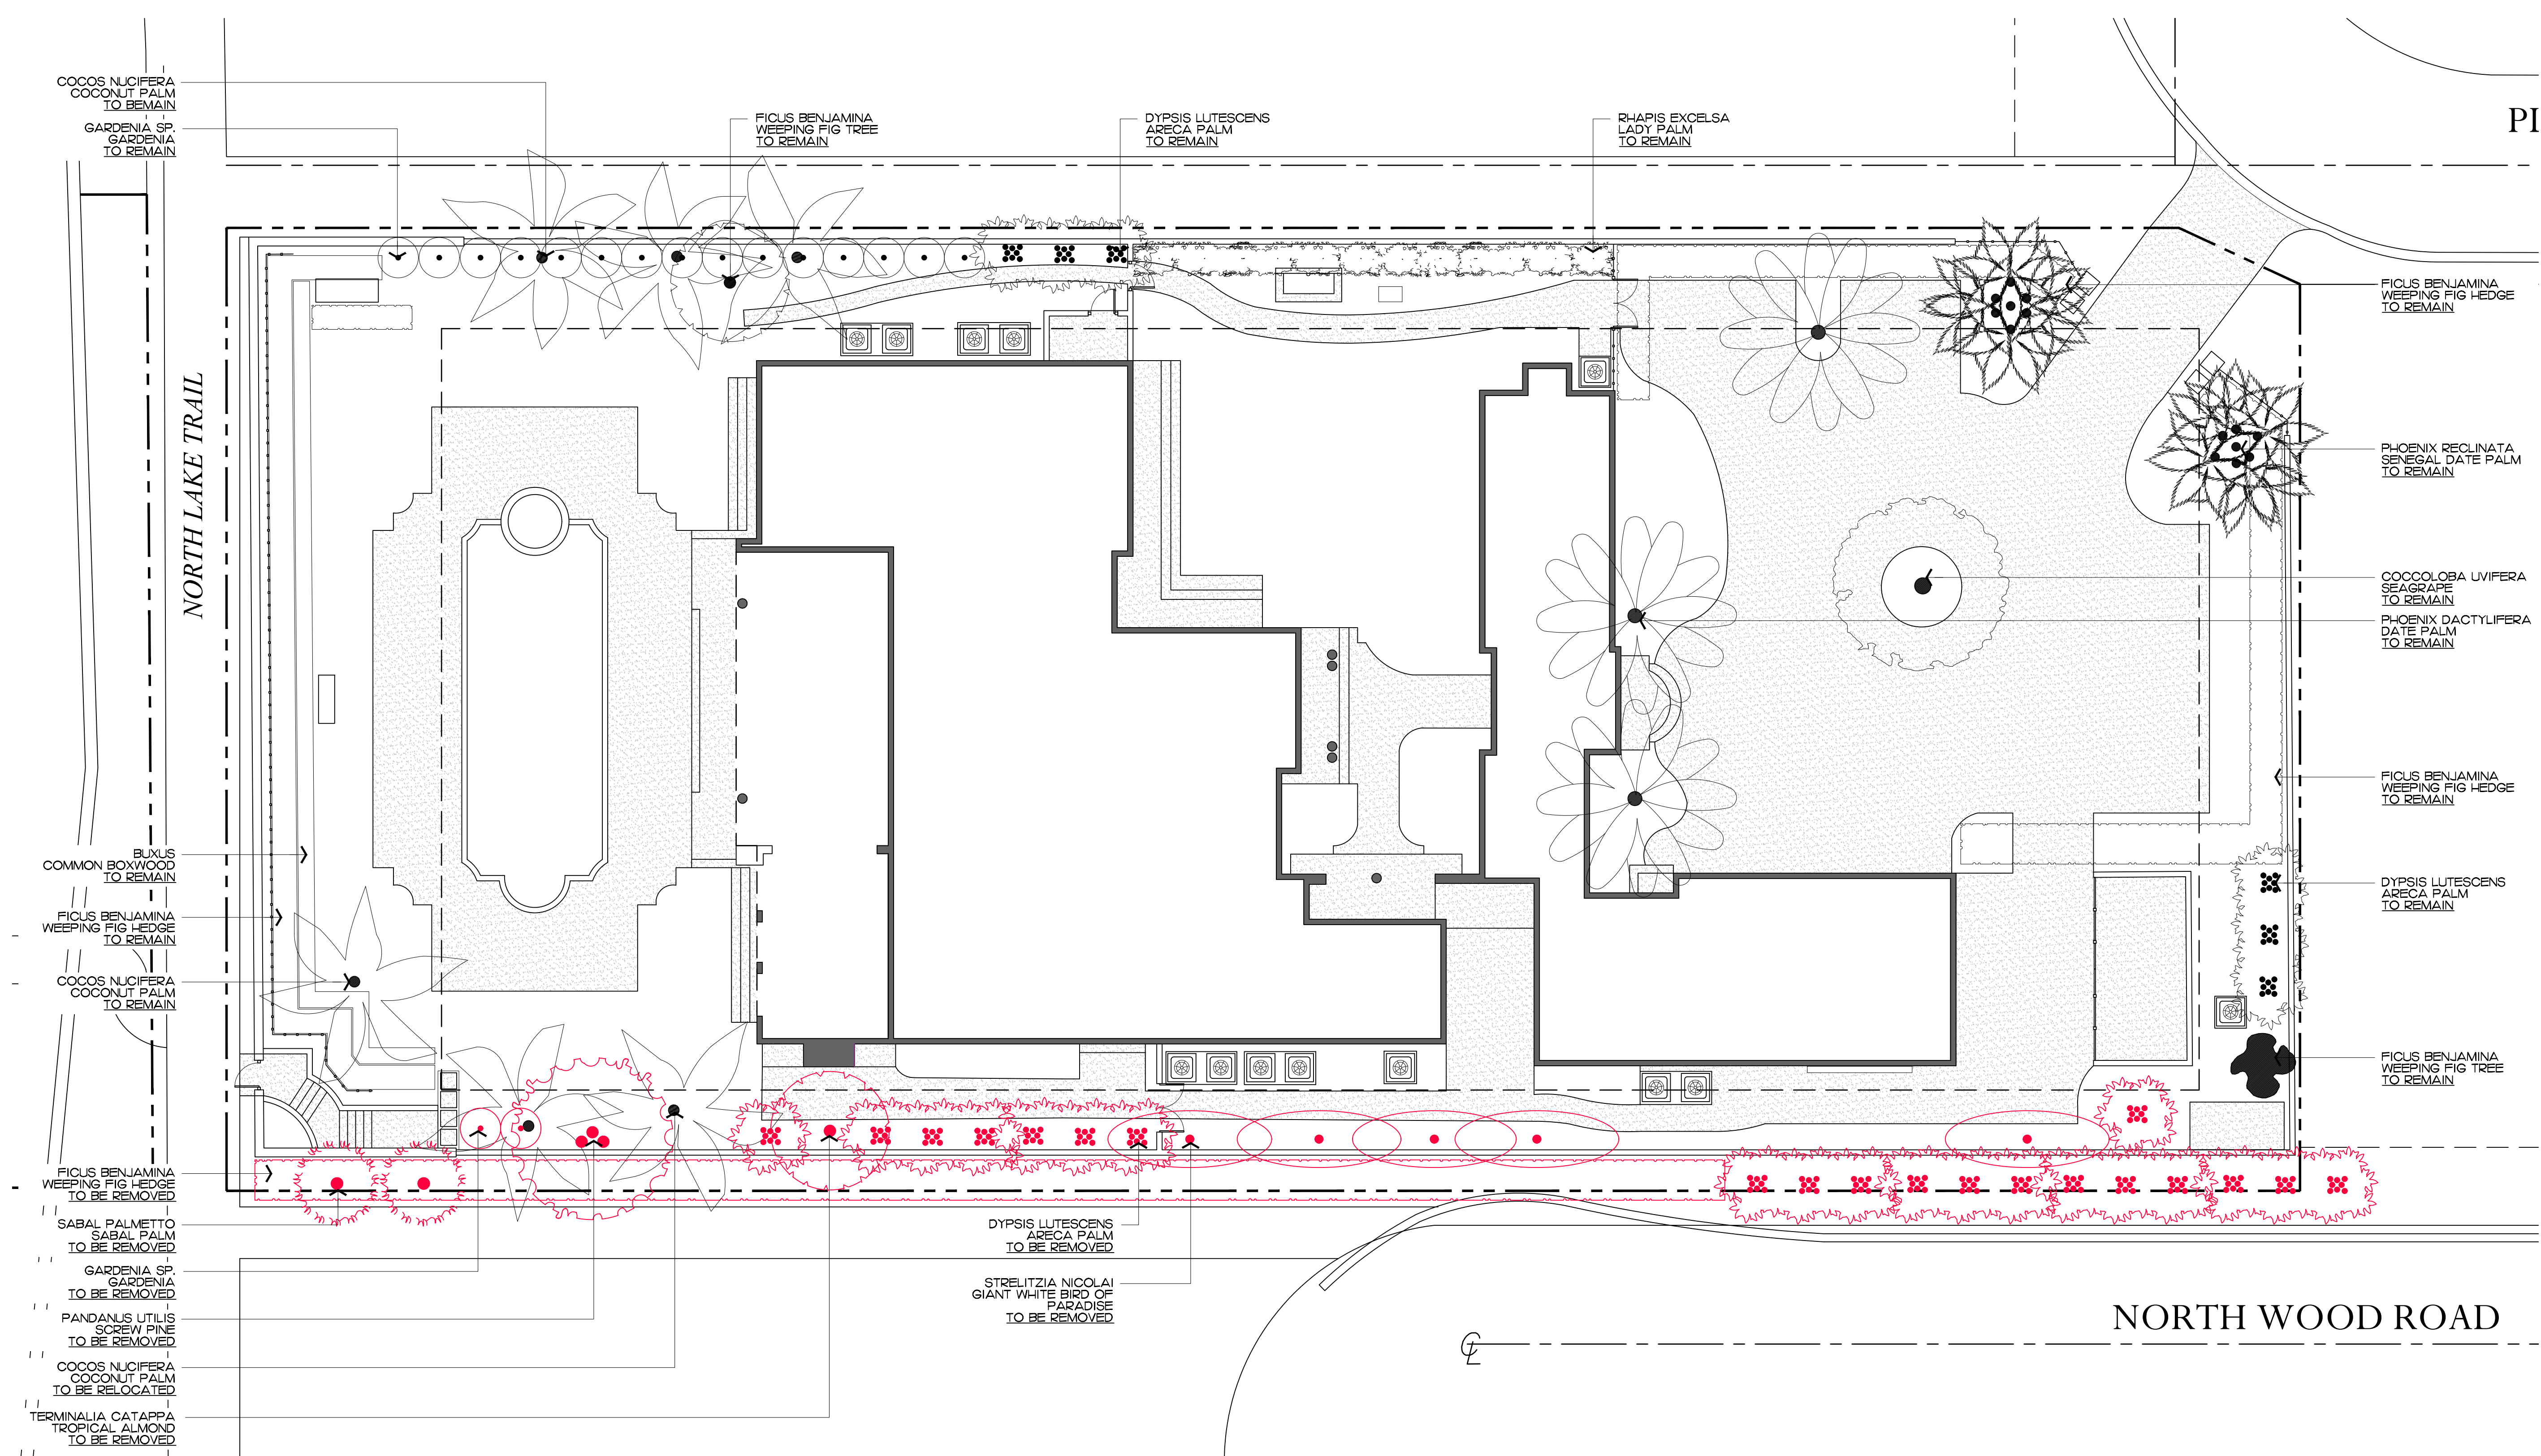 COCOS NUCIFERA
COCONUT PALM
TO BEMAIN
GARDENIA SP.
GARDENIA
TO REMAIN
FICUS BENJAMINA
WEEPING FIG TREE
TO REMAIN
DYPSIS LUTESCENS
ARECA PALM
TO REMAIN
RHAPIS EXCELSA
LADY PALM
TO REMAIN
PI
FICUS BENJAMINA
WEEPING FIG HEDGE
TO REMAIN
PHOENIX RECLINATA
SENEGAL DATE PALM
TO REMAIN
NORTH LAKE TRAIL
COCCOLOBA UVIFERA
SEAGRAPE
TO REMAIN
PHOENIX DACTYLIFERA
DATE PALM
TO REMAIN
FICUS BENJAMINA
WEEPING FIG HEDGE
TO REMAIN
BUXUS
COMMON BOXWOOD
TO REMAIN
DYPSIS LUTESCENS
ARECA PALM
TO REMAIN
FICUS BENJAMINA
WEEPING FIG HEDGE
TO REMAIN
COCOS NUCIFERA
COCONUT PALM
TO REMAIN
FICUS BENJAMINA
WEEPING FIG TREE
TO REMAIN
FICUS BENJAMINA
WEEPING FIG HEDGE
TO BE REMOVED
SABAL PALMETTO
SABAL PALM
TO BE REMOVED
DYPSIS LUTESCENS
ARECA PALM
TO BE REMOVED
GARDENIA SP.
GARDENIA
TO BE REMOVED
STRELITZIA NICOLAI
GIANT WHITE BIRD OF
PARADISE
TO BE REMOVED
PANDANUS UTILIS
SCREW PINE
TO BE REMOVED
NORTH WOOD ROAD
CL
COCOS NUCIFERA
COCONUT PALM
TO BE RELOCATED
TERMINALIA CATAPPA
TROPICAL ALMOND
TO BE REMOVED